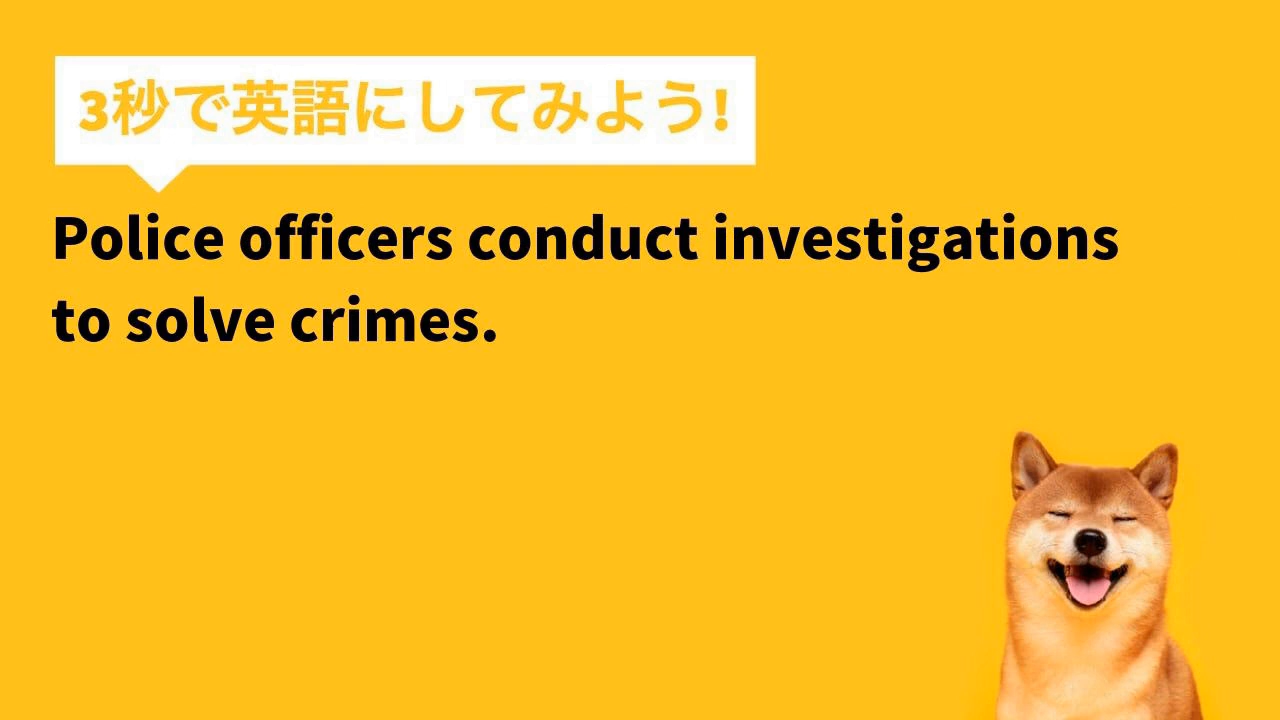 3秒で英語にしてみよう!
Police officers conduct investigations
to solve crimes.